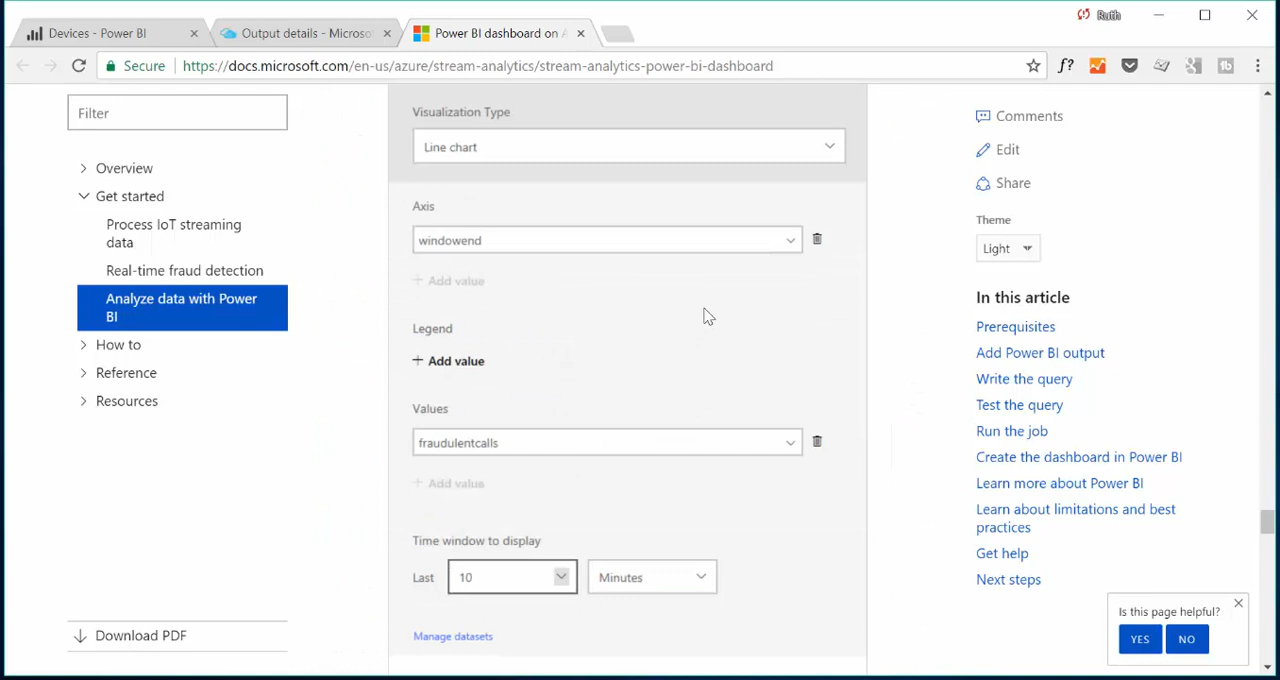 Devices - Power BI
Output details - Microso
Power BI dashboard on A
Ruth
Secure
https://docs.microsoft.com/en-us/azure/stream-analytics/stream-analytics-power-bi-dashboard
f?
Filter
Overview
Get started
Process IoT streaming
data
Real-time fraud detection
Analyze data with Power
BI
How to
Reference
Resources
Download PDF
Visualization Type
Line chart
Axis
windowend
+ Add value
Legend
+ Add value
Values
fraudulentcalls
+ Add value
Time window to display
Last 10 Minutes
Manage datasets
Comments
Edit
Share
Theme
Light
In this article
Prerequisites
Add Power BI output
Write the query
Test the query
Run the job
Create the dashboard in Power BI
Learn more about Power BI
Learn about limitations and best
practices
Get help
Next steps
Is this page helpful?
YES NO